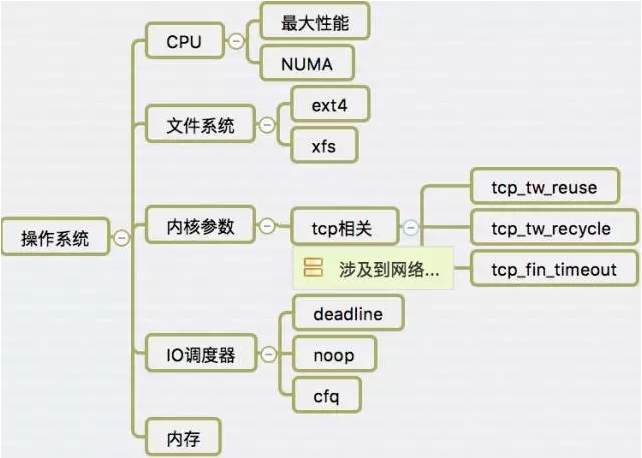 操作系统
CPU
最大性能
NUMA
文件系统
ext4
xfs
内核参数
tcp相关
涉及到网络...
tcp_tw_reuse
tcp_tw_recycle
tcp_fin_timeout
IO调度器
deadline
noop
cfq
内存